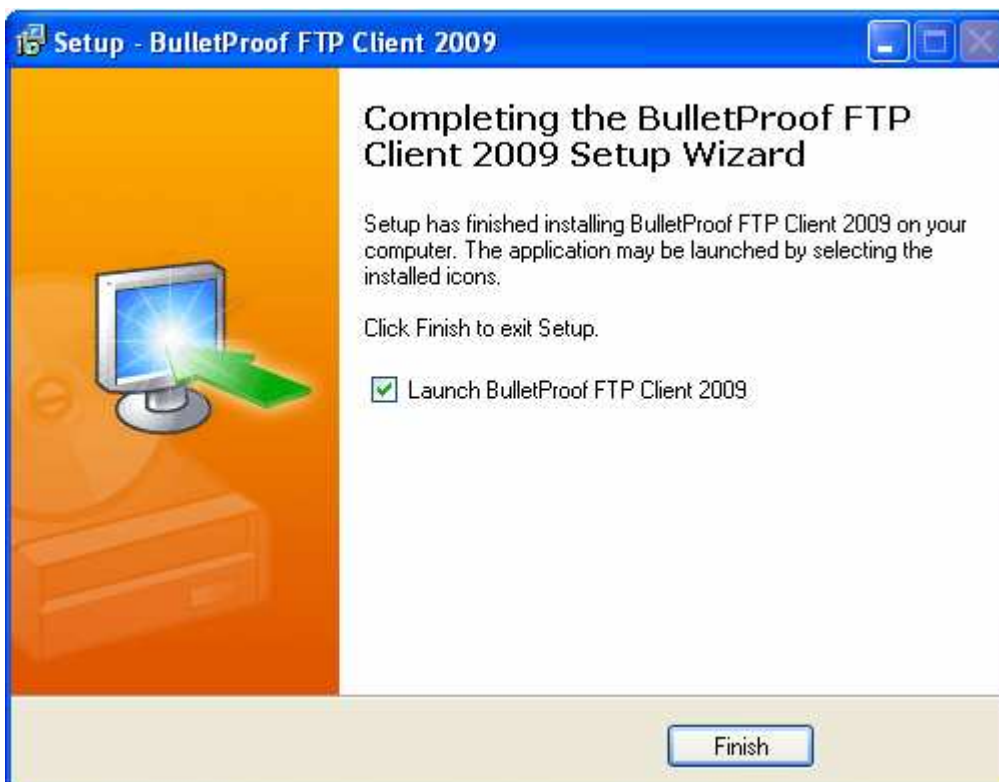 Setup - BulletProof FTP Client 2009
Completing the BulletProof FTP
Client 2009 Setup Wizard
Setup has finished installing BulletProof FTP Client 2009 on your
computer. The application may be launched by selecting the
installed icons.
Click Finish to exit Setup.
Launch BulletProof FTP Client 2009
Finish